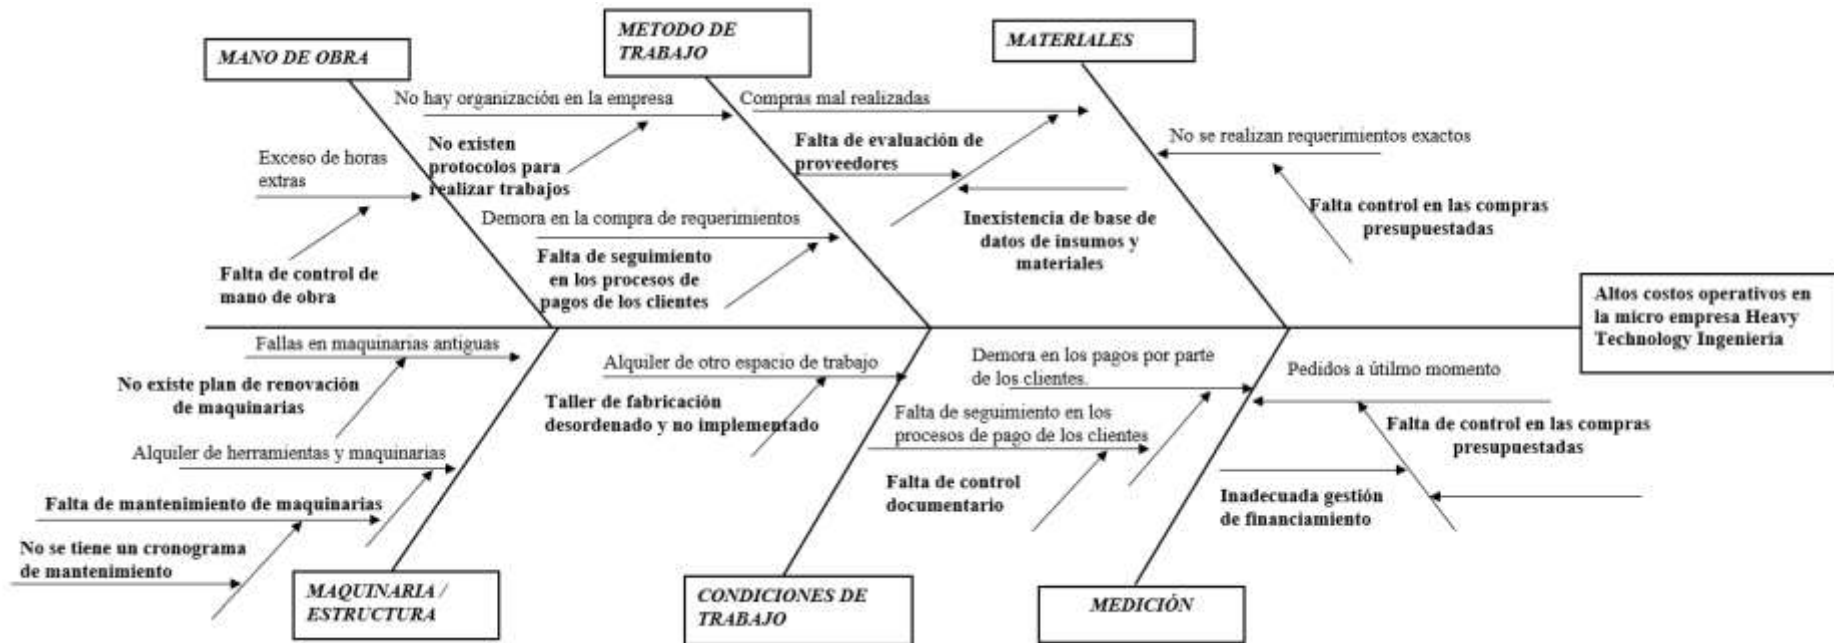 MANO DE OBRA
METODO DE
TRABAJO
MATERIALES
No hay organización en la empresa
Compras mal realizadas
No se realizan requerimientos exactos
Exceso de horas
extras
No existen
protocolos para
realizar trabajos
Falta de evaluación de
proveedores
Falta control en las compras
presupuestadas
Demora en la compra de requerimientos
Inexistencia de base de
datos de insumos y
materiales
Falta de control de
mano de obra
Falta de seguimiento
en los procesos de
pagos de los clientes
Altos costos operativos en
la micro empresa Heavy
Technology Ingeniería
Fallas en maquinarias antiguas
Alquiler de otro espacio de trabajo
Demora en los pagos por parte
de los clientes.
Pedidos a útilmo momento
No existe plan de renovación
de maquinarias
Taller de fabricación
desordenado y no implementado
Falta de seguimiento en los
procesos de pago de los clientes
Falta de control en las compras
presupuestadas
Alquiler de herramientas y maquinarias
Falta de mantenimiento de maquinarias
Falta de control
documentario
Inadecuada gestión
de financiamiento
No se tiene un cronograma
de mantenimiento
MAQUINARIA /
ESTRUCTURA
CONDICIONES DE
TRABAJO
MEDICIÓN